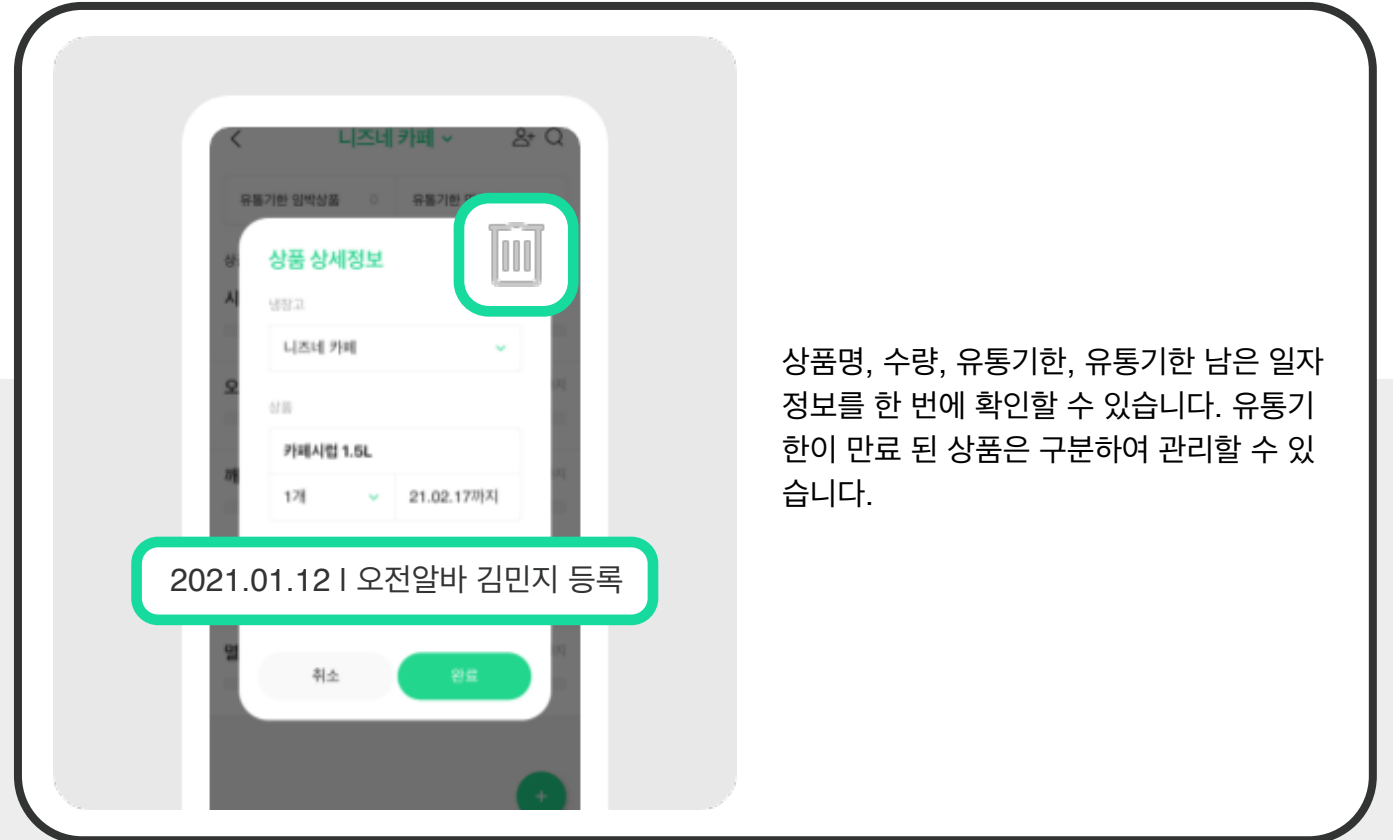 니즈네 카페
유통기한 임박상품 0 유통기한
상품 상세정보
냉장고
니즈네 카페
상품
카페시럽 1.5L
1개 21.02.17까지
2021.01.12 | 오전알바 김민지 등록
취소 완료
+
상품명, 수량, 유통기한, 유통기한 남은 일자
정보를 한 번에 확인할 수 있습니다. 유통기
한이 만료 된 상품은 구분하여 관리할 수 있
습니다.